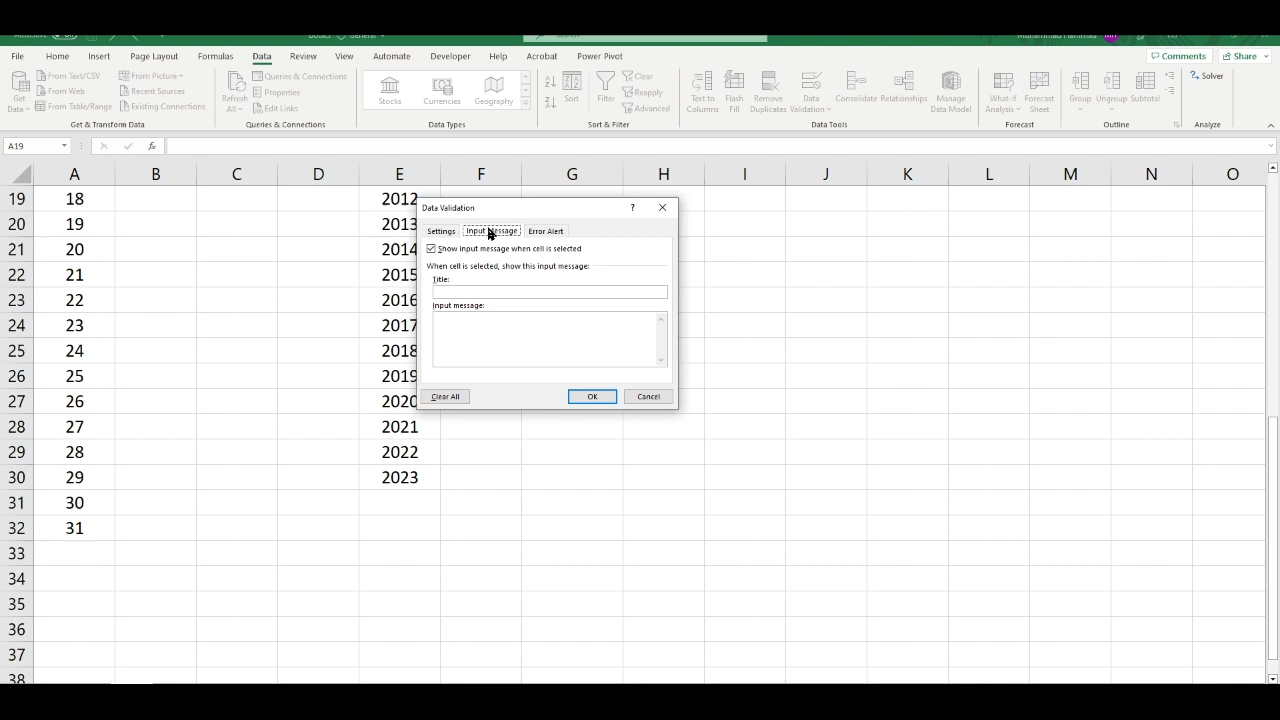 File Home Insert Page Layout Formulas Data Review View Automate Developer Help Acrobat Power Pivot Comments Share
Get Data
From Text/CSV
From Web
From Table/Range
From Picture
Recent Sources
Existing Connections
Get & Transform Data
Refresh All
Queries & Connections
Properties
Edit Links
Queries & Connections
Stocks
Currencies
Geography
Data Types
Sort
Filter
Clear
Reapply
Advanced
Sort & Filter
Text to Columns
Flash Fill
Remove Duplicates
Data Validation
Consolidate
Relationships
Manage Data Model
Data Tools
What-If Analysis
Forecast Sheet
Forecast
Group
Ungroup
Subtotal
Outline
Solver
Analyze
A19
fx
A B C D E F G H I J K L M N O
19 18 2012
20 19 2013
21 20 2014
22 21 2015
23 22 2016
24 23 2017
25 24 2018
26 25 2019
27 26 2020
28 27 2021
29 28 2022
30 29 2023
31 30
32 31
33
34
35
36
37
38
Data Validation ?
Settings Input Message Error Alert
Show input message when cell is selected
When cell is selected, show this input message:
Title:
Input message:
Clear All OK Cancel